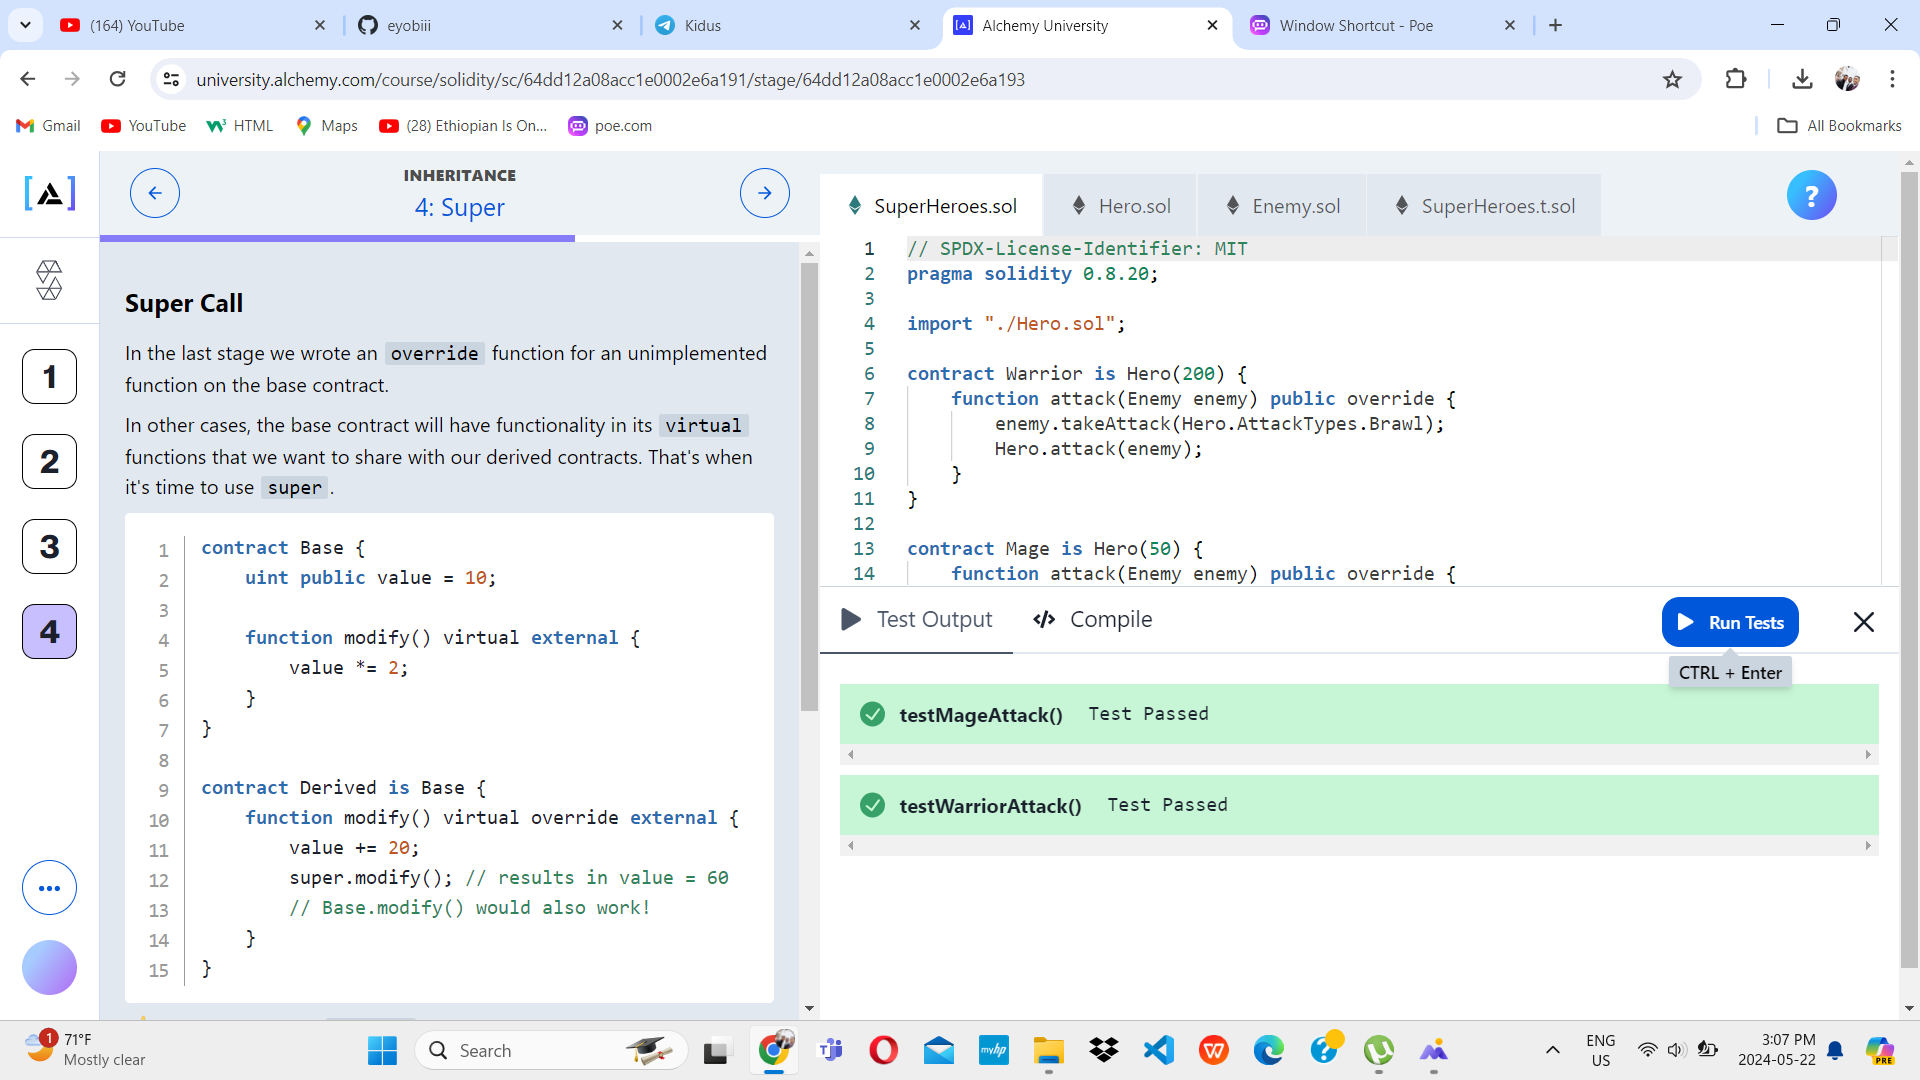 (164) YouTube
eyobiii
Kidus
Alchemy University
Window Shortcut - Poe
university.alchemy.com/course/solidity/sc/64dd12a08acc1e0002e6a191/stage/64dd12a08acc1e0002e6a193
Gmail
YouTube
HTML
Maps
(28) Ethiopian Is On...
poe.com
All Bookmarks
INHERITANCE
4: Super
1
2
3
4
Super Call
In the last stage we wrote an override function for an unimplemented
function on the base contract.
In other cases, the base contract will have functionality in its virtual
functions that we want to share with our derived contracts. That's when
it's time to use super .
1 contract Base {
2 uint public value = 10;
3
4 function modify() virtual external {
5 value *= 2;
6 }
7 }
8
9 contract Derived is Base {
10 function modify() virtual override external {
11 value += 20;
12 super.modify(); // results in value = 60
13 // Base.modify() would also work!
14 }
15 }
SuperHeroes.sol
Hero.sol
Enemy.sol
SuperHeroes.t.sol
?
1 // SPDX-License-Identifier: MIT
2 pragma solidity 0.8.20;
3
4 import "./Hero.sol";
5
6 contract Warrior is Hero(200) {
7 function attack(Enemy enemy) public override {
8 enemy.takeAttack(Hero.AttackTypes.Brawl);
9 Hero.attack(enemy);
10 }
11 }
12
13 contract Mage is Hero(50) {
14 function attack(Enemy enemy) public override {
Test Output
</> Compile
Run Tests
CTRL + Enter
testMageAttack() Test Passed
testWarriorAttack() Test Passed
1
71°F
Mostly clear
Search
myhp
ENG
US
3:07 PM
2024-05-22
PRE